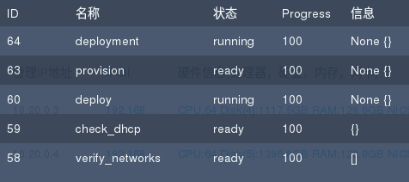 ID 名称 状态 Progress 信息
64 deployment running 100 None {}
63 provision ready 100 None {}
60 deploy running 100 None {}
59 check_dhcp ready 100 {}
58 verify_networks ready 100 []